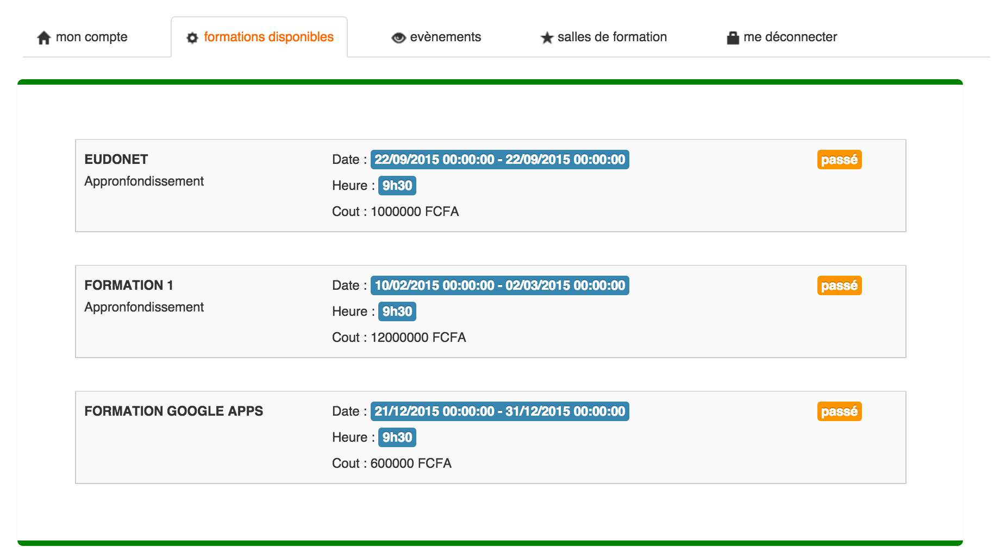 mon compte
formations disponibles
evènements
salles de formation
me déconnecter
EUDONET
Appronfondissement
Date : 22/09/2015 00:00:00 - 22/09/2015 00:00:00
Heure : 9h30
Cout : 1000000 FCFA
passé
FORMATION 1
Appronfondissement
Date : 10/02/2015 00:00:00 - 02/03/2015 00:00:00
Heure : 9h30
Cout : 12000000 FCFA
passé
FORMATION GOOGLE APPS
Date : 21/12/2015 00:00:00 - 31/12/2015 00:00:00
Heure : 9h30
Cout : 600000 FCFA
passé